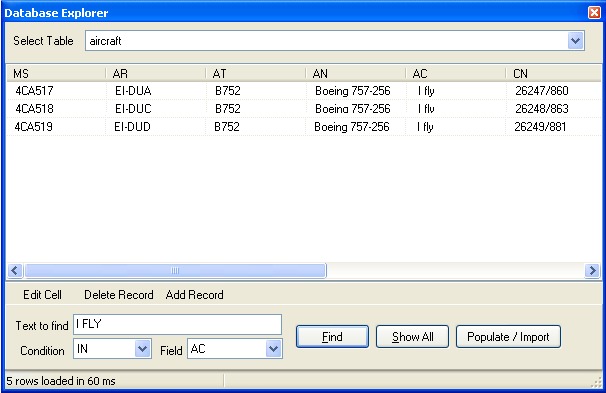 Database Explorer
Select Table aircraft
MS AR AT AN AC CN
4CA517 EI-DUA B752 Boeing 757-256 I fly 26247/860
4CA518 EI-DUC B752 Boeing 757-256 I fly 26248/863
4CA519 EI-DUD B752 Boeing 757-256 I fly 26249/881
Edit Cell Delete Record Add Record
Text to find I FLY
Find Show All Populate / Import
Condition IN Field AC
5 rows loaded in 60 ms